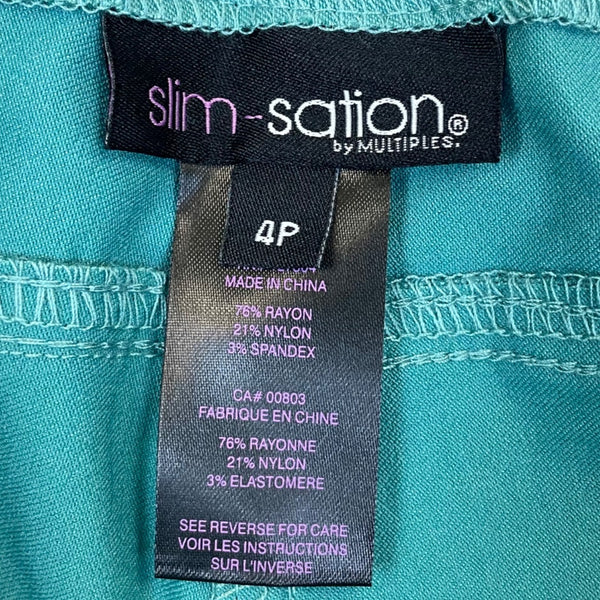 slim-sation®
by MULTIPLES.
4P
MADE IN CHINA
76% RAYON
21% NYLON
3% SPANDEX
CA# 00803
FABRIQUE EN CHINE
76% RAYONNE
21% NYLON
3% ELASTOMERE
SEE REVERSE FOR CARE
VOIR LES INSTRUCTIONS
SUR L'INVERSE